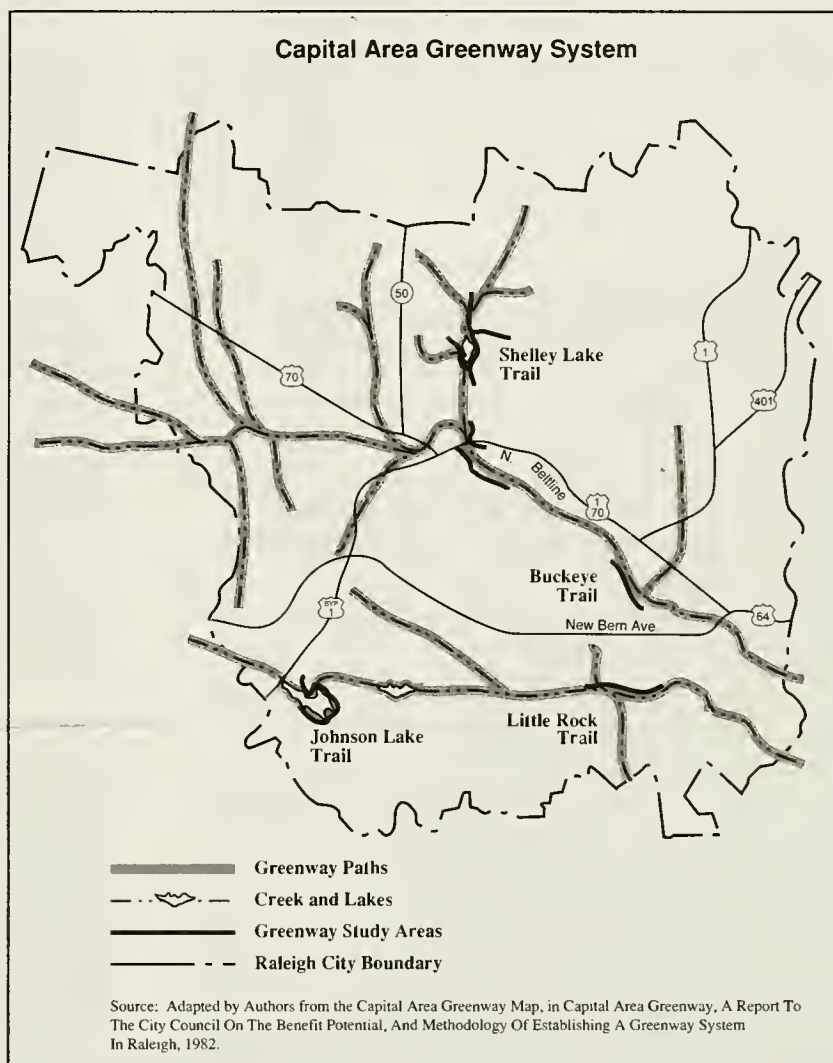 Capital Area Greenway System
50
70
1
401
Shelley Lake
Trail
N. Beltline
1
70
Buckeye
Trail
BYP
1
New Bern Ave
64
Johnson Lake
Trail
Little Rock
Trail
Greenway Paths
Creek and Lakes
Greenway Study Areas
Raleigh City Boundary
Source: Adapted by Authors from the Capital Area Greenway Map, in Capital Area Greenway, A Report To
The City Council On The Benefit Potential, And Methodology Of Establishing A Greenway System
In Raleigh, 1982.